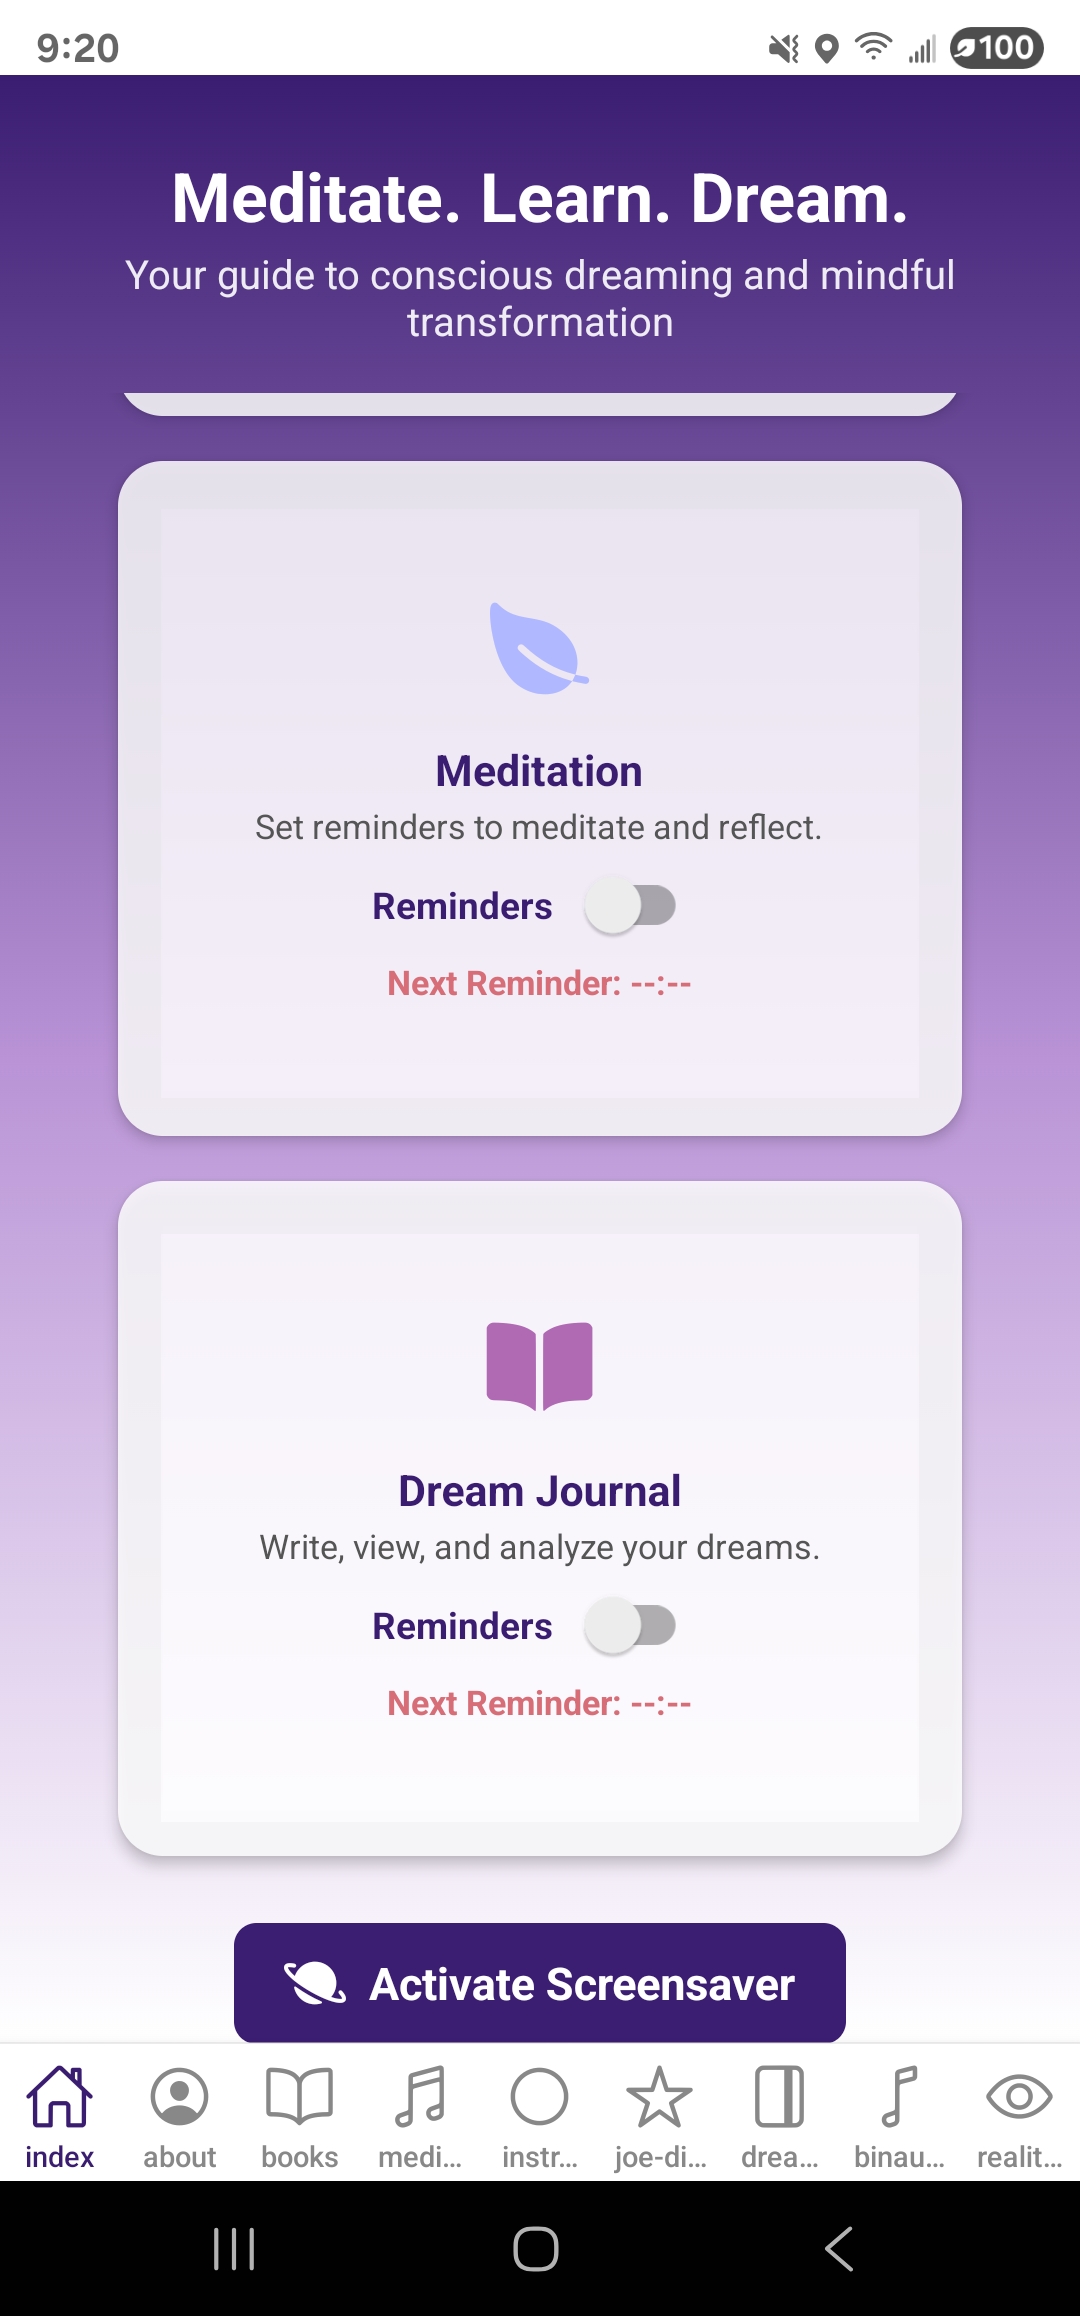 9:20
100
Meditate. Learn. Dream.
Your guide to conscious dreaming and mindful
transformation
Meditation
Set reminders to meditate and reflect.
Reminders
Next Reminder: --:--
Dream Journal
Write, view, and analyze your dreams.
Reminders
Next Reminder: --:--
Activate Screensaver
index about books medi... instr... joe-di... drea... binau... realit...